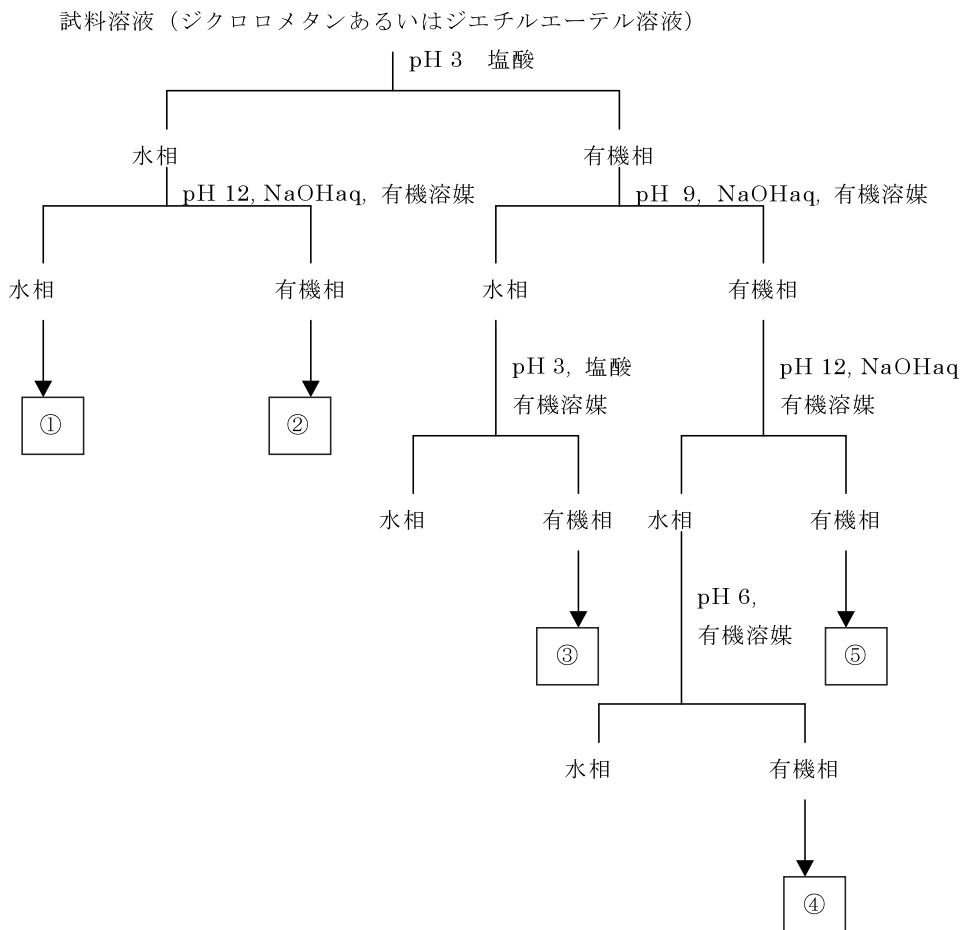 試料溶液（ジクロロメタンあるいはジエチルエーテル溶液）
pH 3　塩酸
水相
有機相
pH 12, NaOHaq, 有機溶媒
pH 9, NaOHaq, 有機溶媒
水相
有機相
水相
有機相
pH 3, 塩酸
有機溶媒
pH 12, NaOHaq
有機溶媒
①
②
水相
有機相
水相
有機相
pH 6,
有機溶媒
③
⑤
水相
有機相
④